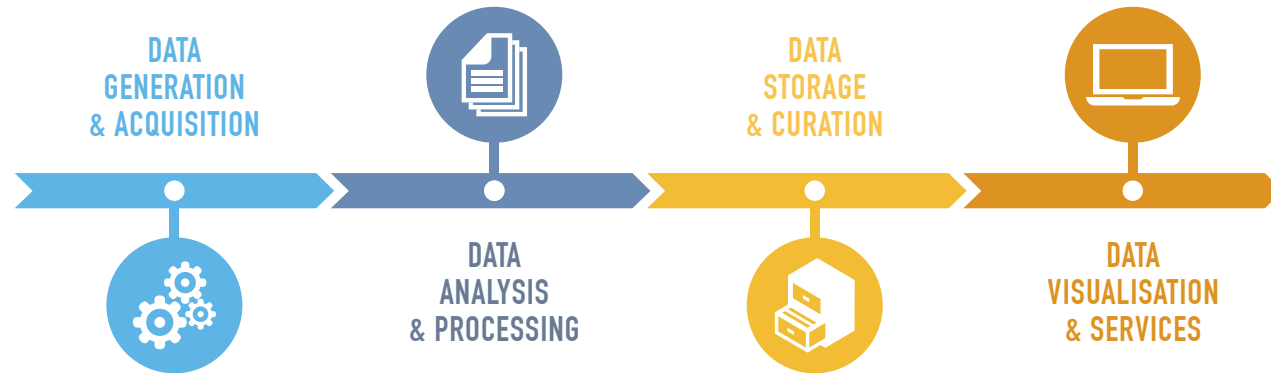 DATA
GENERATION
& ACQUISITION
DATA
ANALYSIS
& PROCESSING
DATA
STORAGE
& CURATION
DATA
VISUALISATION
& SERVICES